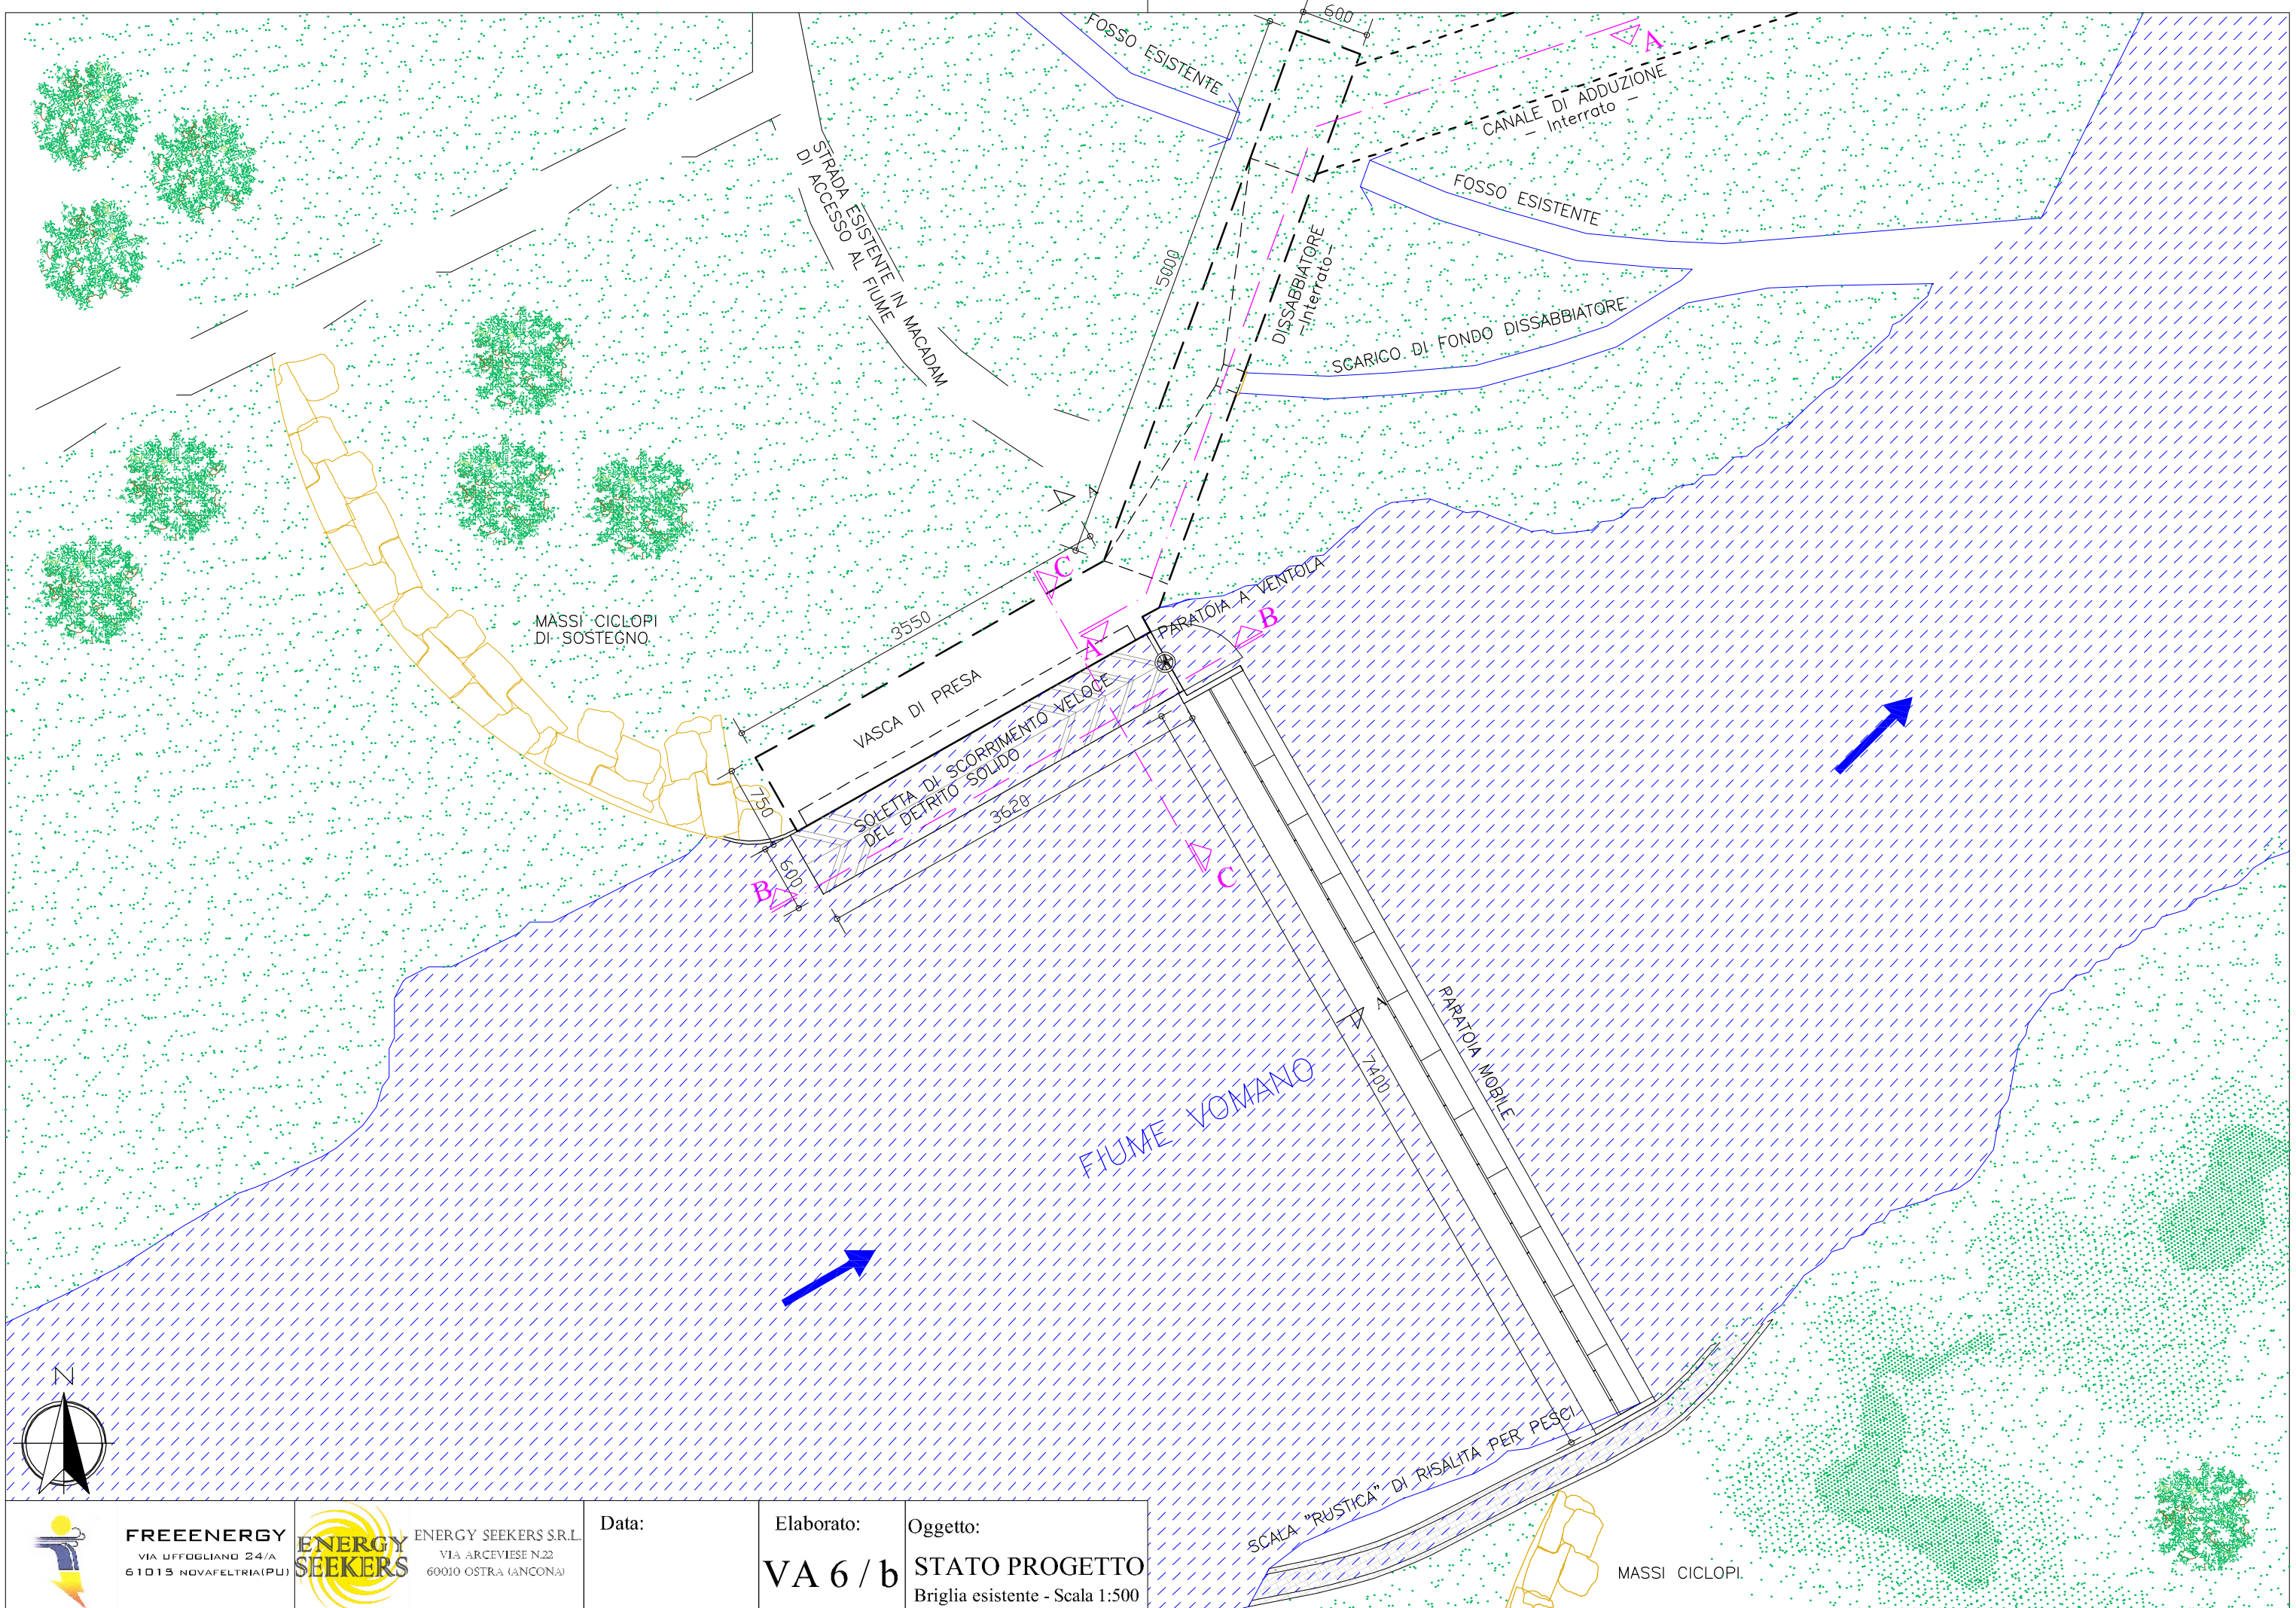 600
FOSSO ESISTENTE
A
CANALE DI ADDUZIONE
- Interrato -
STRADA ESISTENTE IN MACADAM
DI ACCESSO AL FIUME
FOSSO ESISTENTE
5000
DISSABBIATORE
-Interrato-
SCARICO DI FONDO DISSABBIATORE
A
C
PARATOIA A VENTOLA
MASSI CICLOPI
DI SOSTEGNO
3550
B
A
VASCA DI PRESA
SOLETTA DI SCORRIMENTO VELOCE
DEL DETRITO SOLIDO
750
3620
600
B
C
A
PARATOIA MOBILE
7400
FIUME VOMANO
N
SCALA "RUSTICA" DI RISALITA PER PESCI
MASSI CICLOPI.
FREEENERGY
VIA UFFOGLIANO 24/A
61015 NOVAFELTRIA(PU)
ENERGY
SEEKERS
ENERGY SEEKERS S.R.L.
VIA ARCEVIESE N.22
60010 OSTRA (ANCONA)
Data:
Elaborato:
VA 6 / b
Oggetto:
STATO PROGETTO
Briglia esistente - Scala 1:500